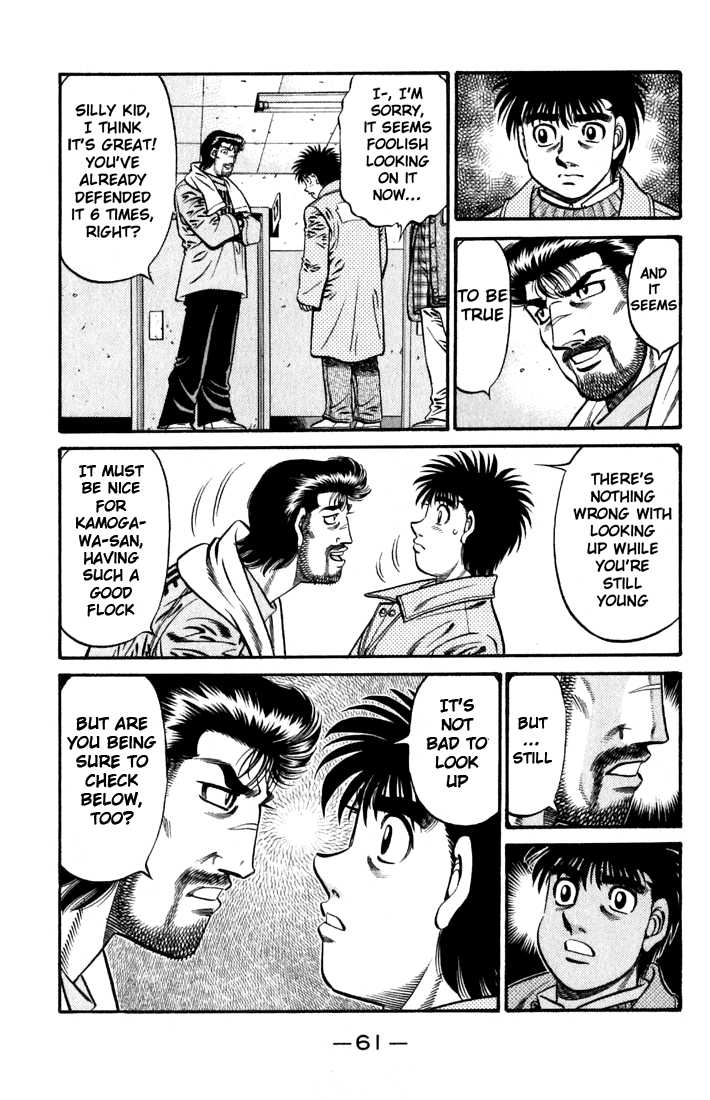 AND
IT
SEEMS
TO BE
TRUE
I-, I'M
SORRY,
IT SEEMS
FOOLISH
LOOKING
ON IT
NOW...
SILLY KID,
I THINK
IT'S GREAT!
YOU'VE
ALREADY
DEFENDED
IT 6 TIMES,
RIGHT?
THERE'S
NOTHING
WRONG WITH
LOOKING
UP WHILE
YOU'RE
STILL
YOUNG
IT MUST
BE NICE
FOR
KAMOGA-
WA-SAN,
HAVING
SUCH A
GOOD
FLOCK
BUT
...
STILL
IT'S
NOT
BAD TO
LOOK
UP
BUT ARE
YOU BEING
SURE TO
CHECK
BELOW,
TOO?
—61—